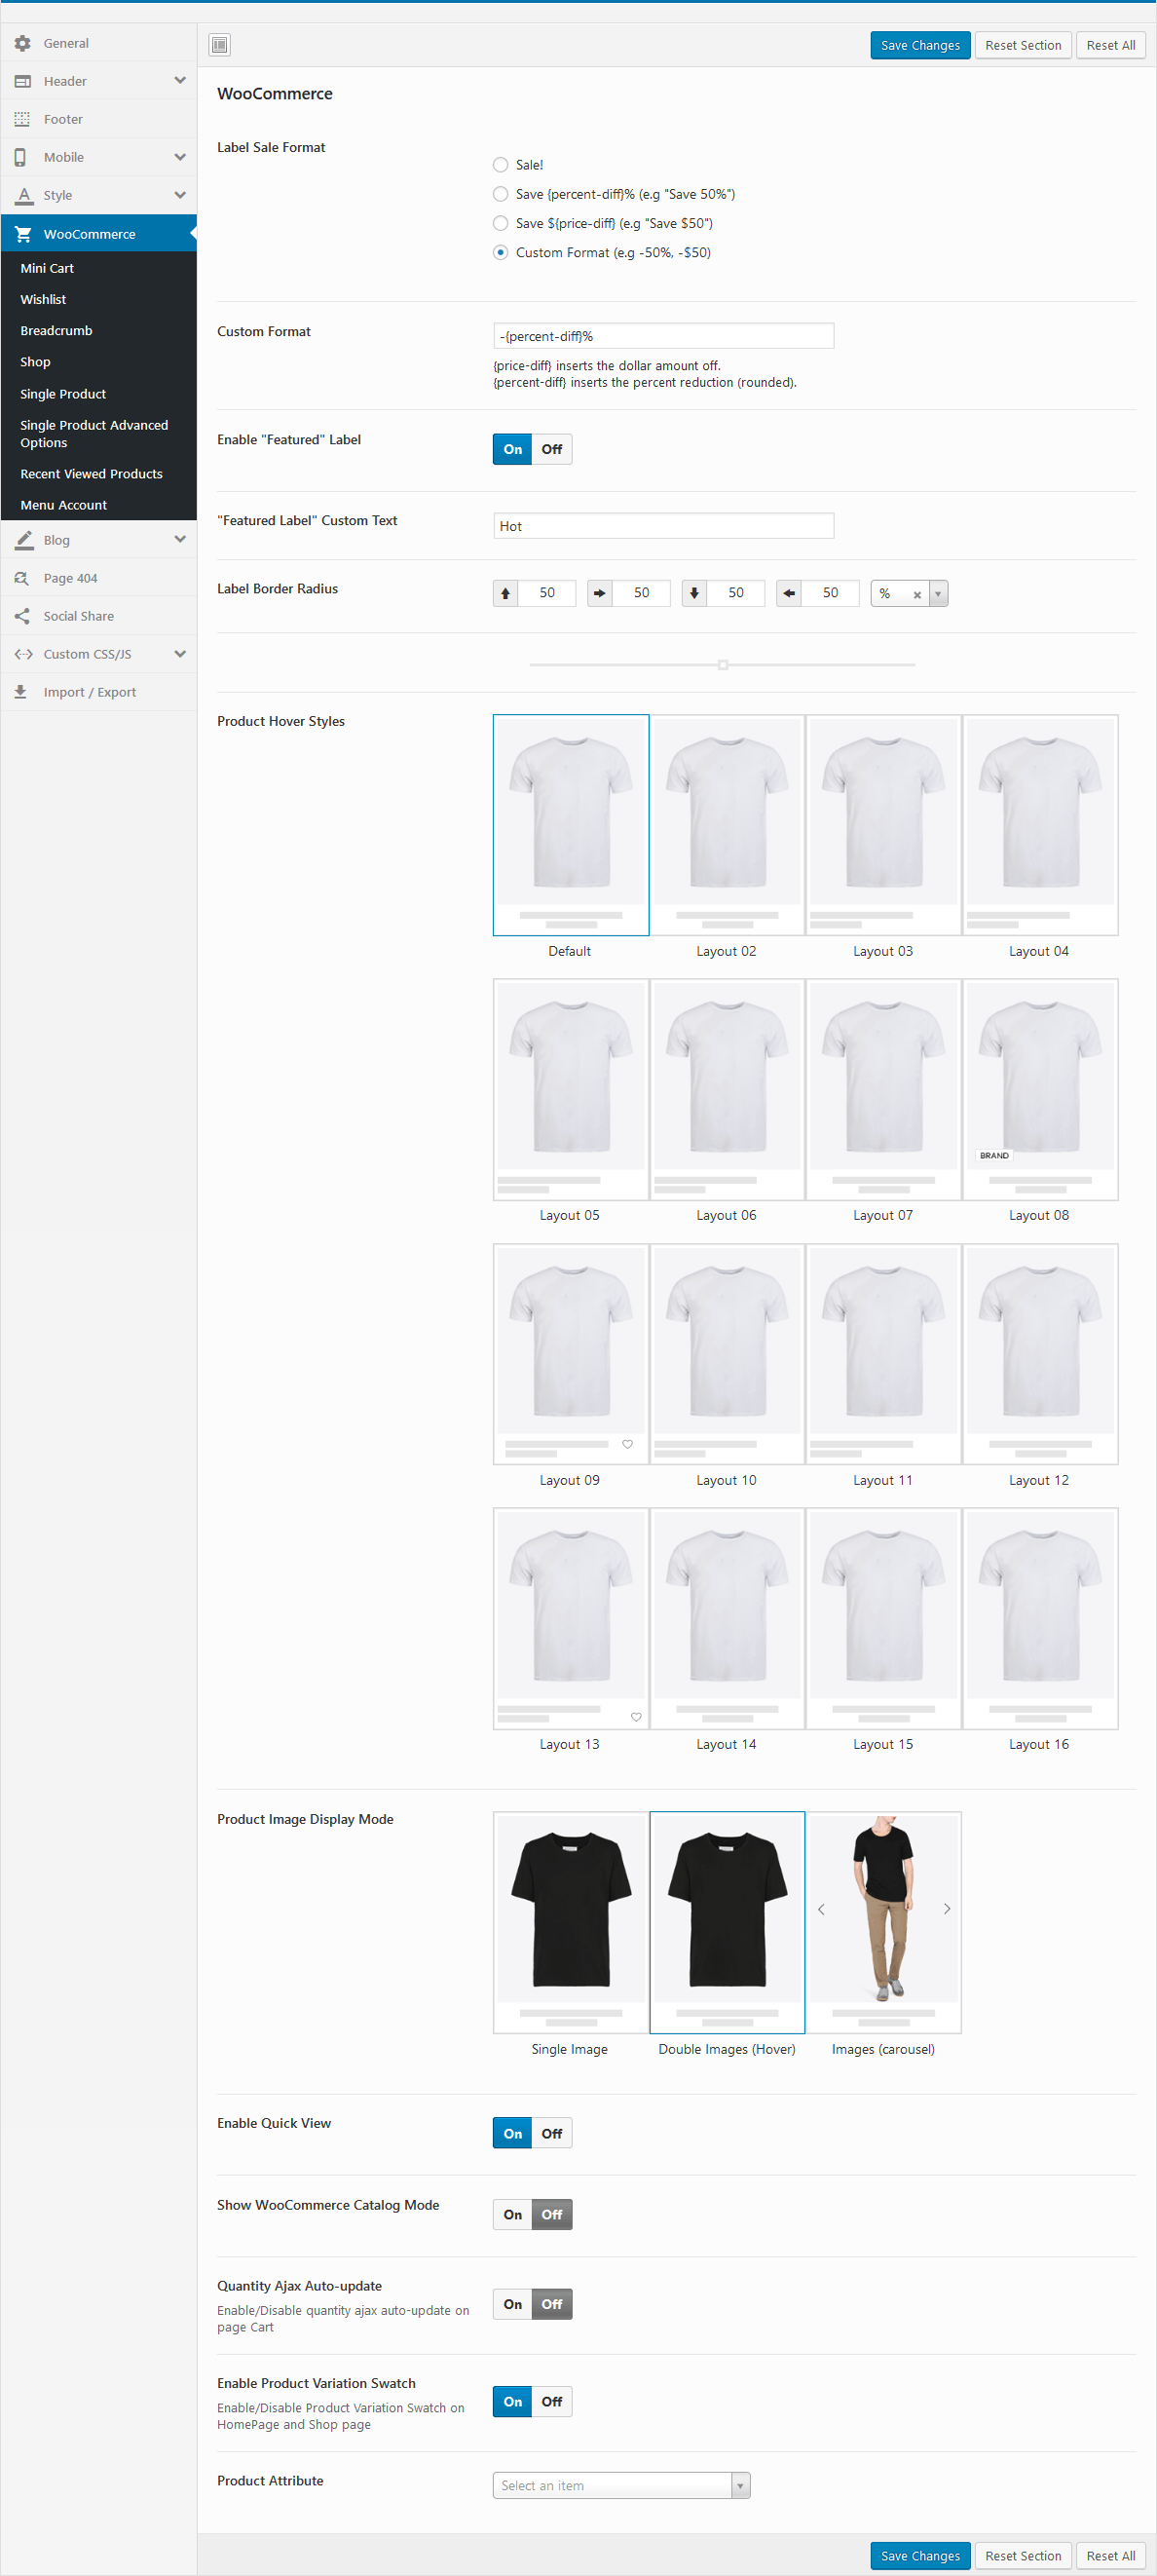 Save Changes
Reset Section
Reset All
General
Header
Footer
Mobile
Style
WooCommerce
Mini Cart
Wishlist
Breadcrumb
Shop
Single Product
Single Product Advanced
Options
Recent Viewed Products
Menu Account
Blog
Page 404
Social Share
Custom CSS/JS
Import / Export
WooCommerce
Label Sale Format
Sale!
Save {percent-diff}% (e.g "Save 50%")
Save ${price-diff} (e.g "Save $50")
Custom Format (e.g -50%, -$50)
Custom Format
-{percent-diff}%
{price-diff} inserts the dollar amount off.
{percent-diff} inserts the percent reduction (rounded).
Enable "Featured" Label
On Off
"Featured Label" Custom Text
Hot
Label Border Radius
50 50 50 50 %
Product Hover Styles
Default Layout 02 Layout 03 Layout 04
BRAND
Layout 05 Layout 06 Layout 07 Layout 08
Layout 09 Layout 10 Layout 11 Layout 12
Layout 13 Layout 14 Layout 15 Layout 16
Product Image Display Mode
Single Image Double Images (Hover) Images (carousel)
Enable Quick View
On Off
Show WooCommerce Catalog Mode
On Off
Quantity Ajax Auto-update
Enable/Disable quantity ajax auto-update on
page Cart
On Off
Enable Product Variation Swatch
Enable/Disable Product Variation Swatch on
HomePage and Shop page
On Off
Product Attribute
Select an item
Save Changes
Reset Section
Reset All